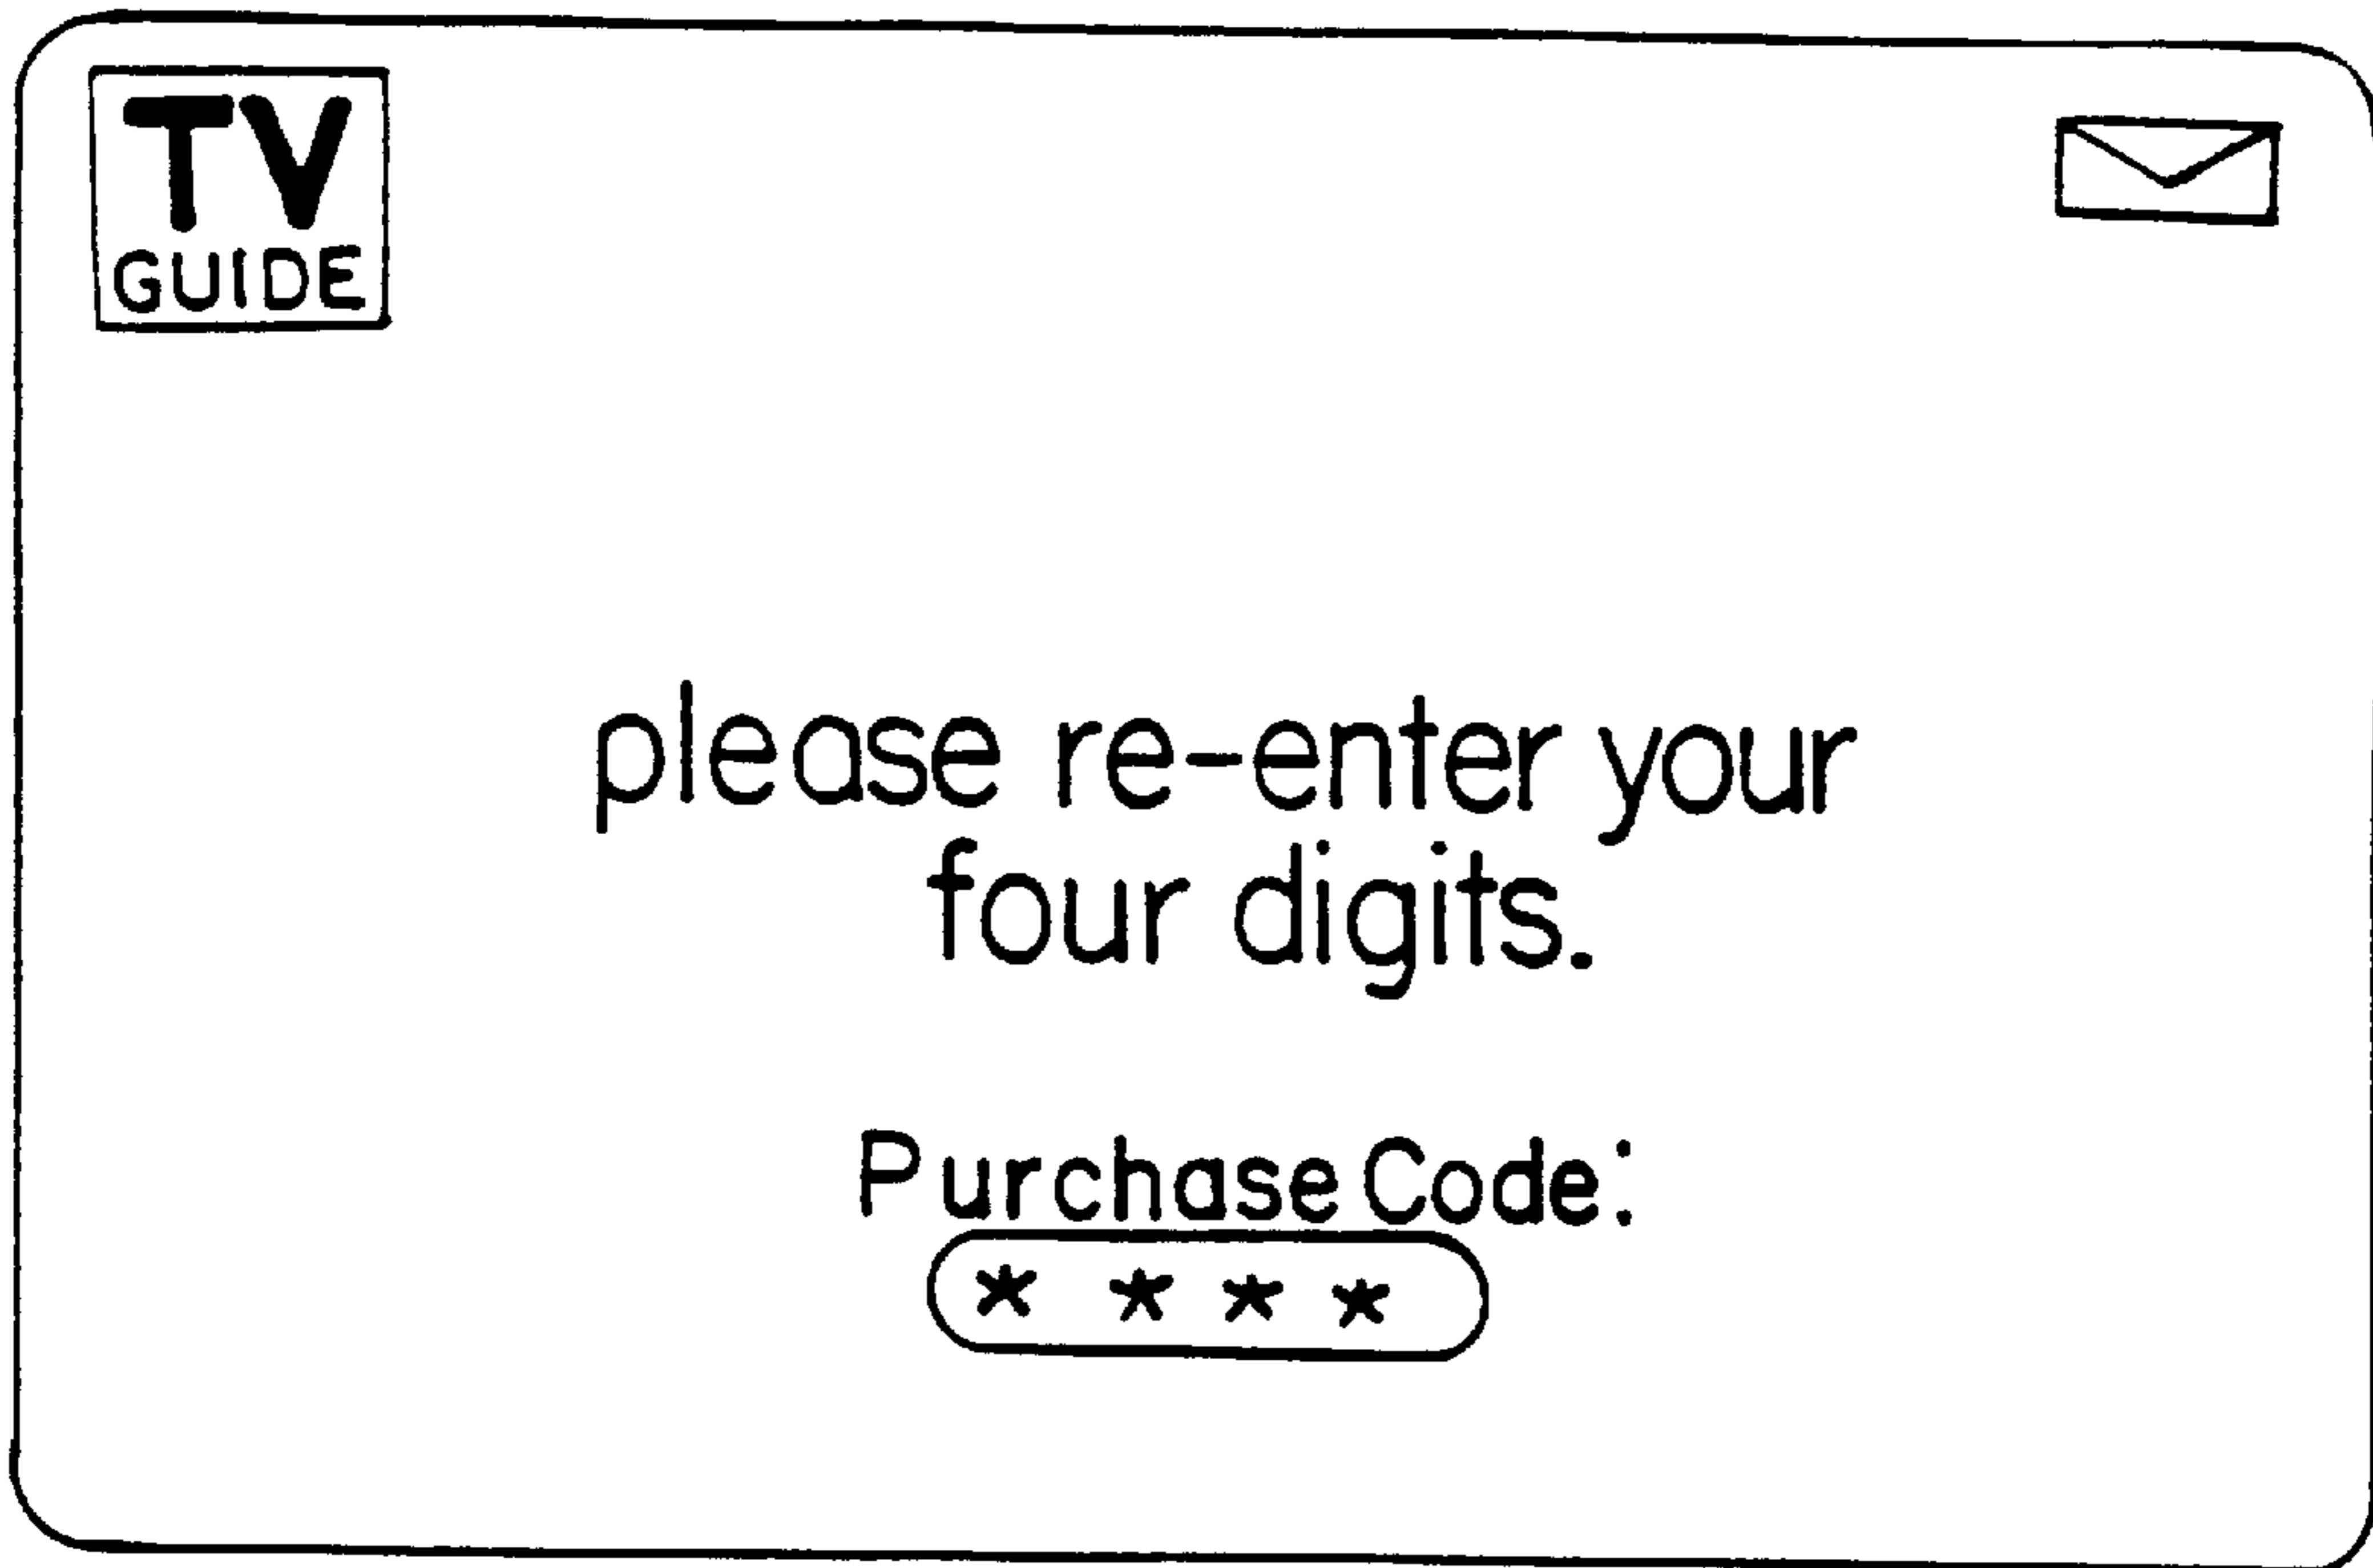 TV
GUIDE
please re-enter your
four digits.
Purchase Code:
* * * *